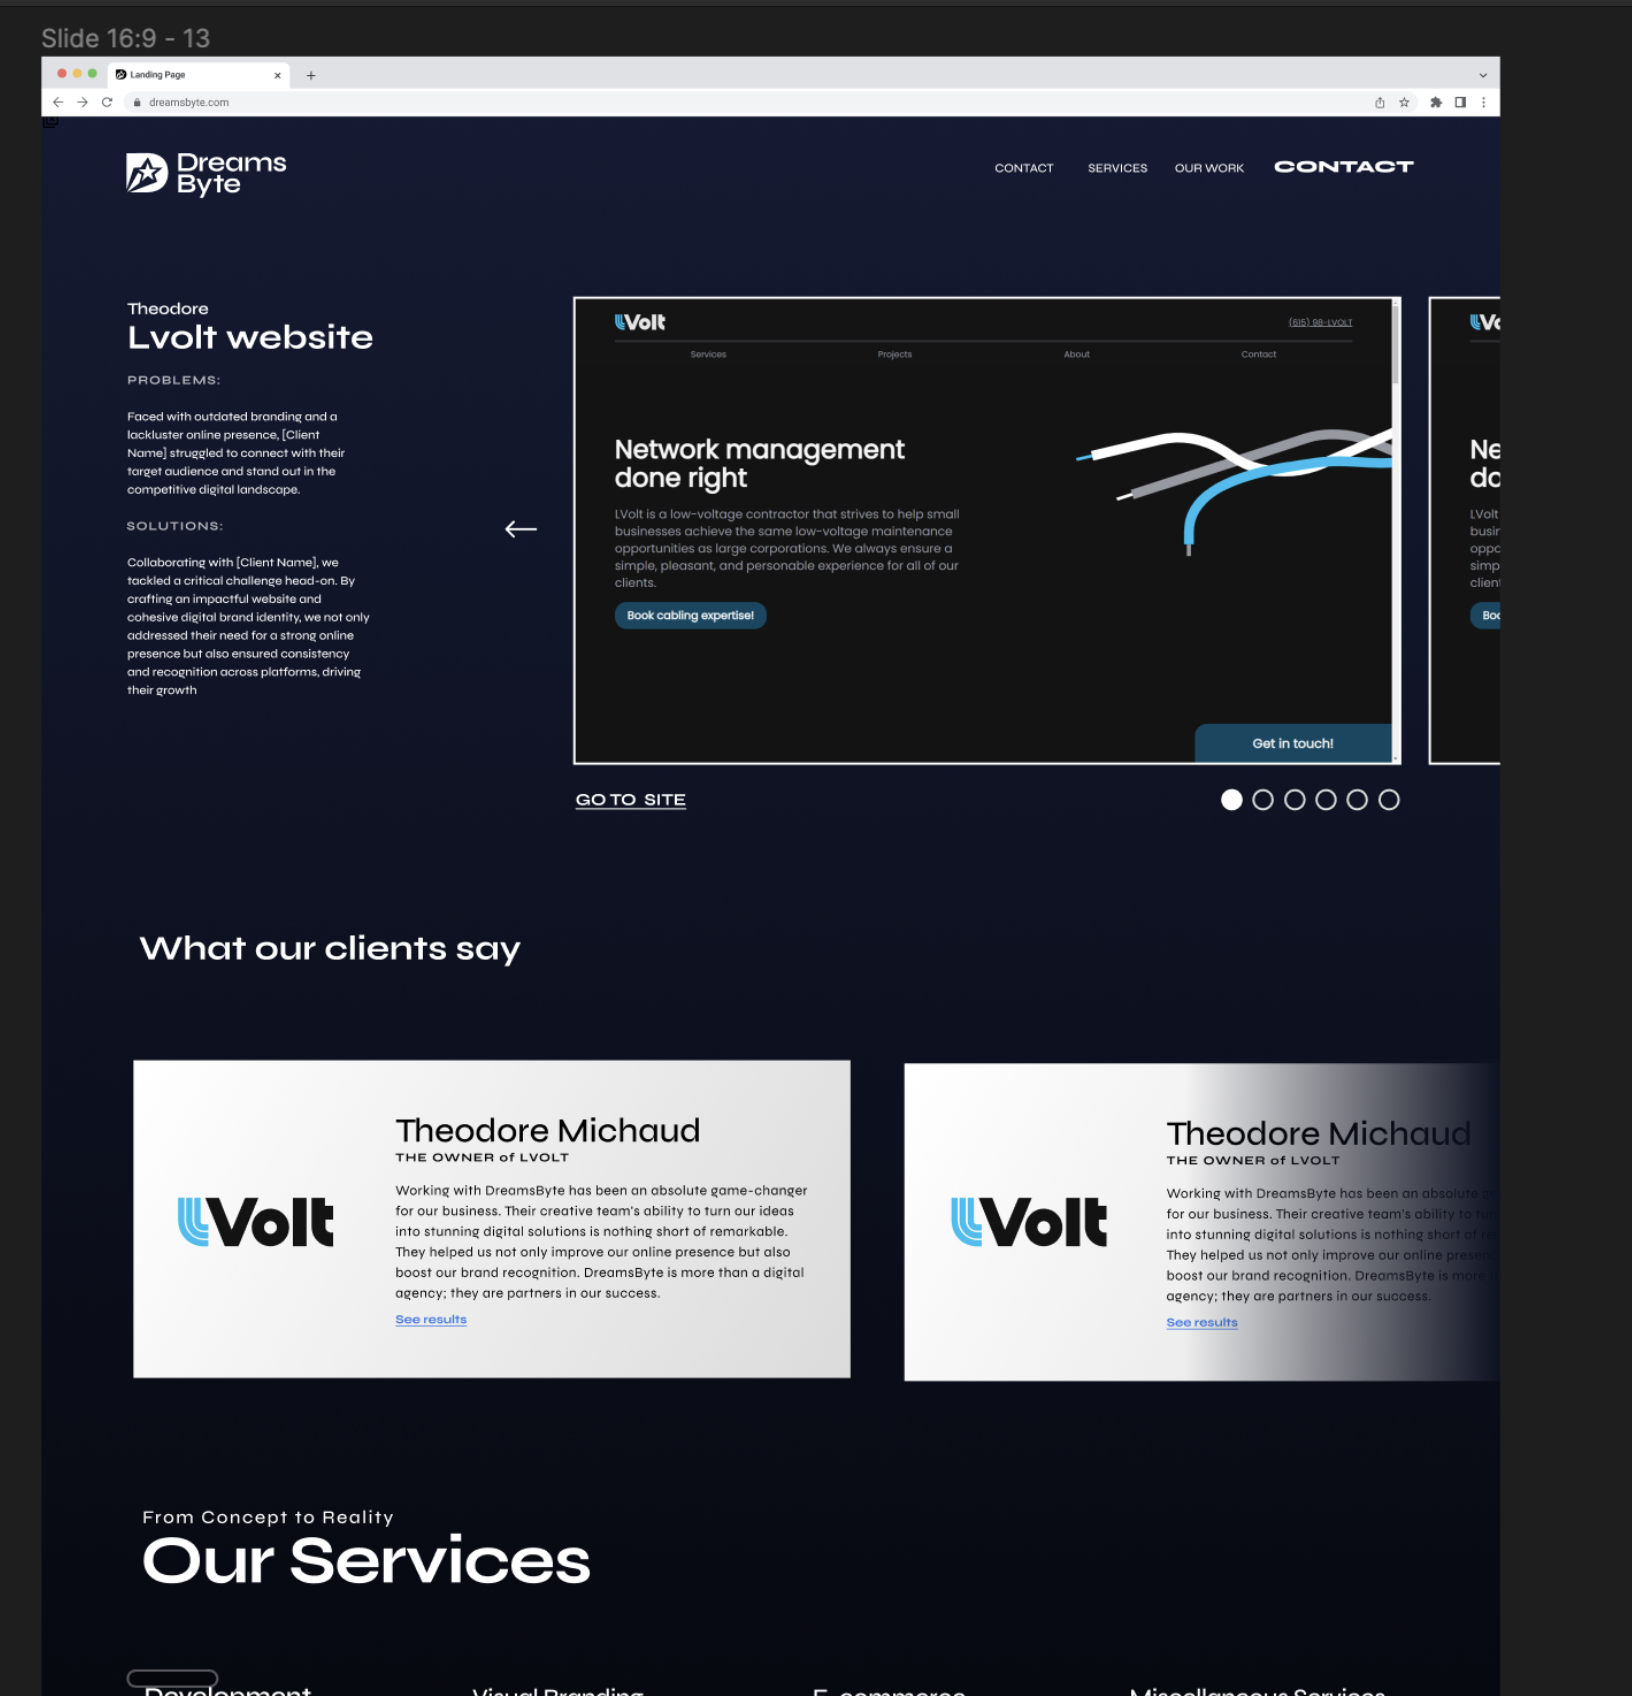 Slide 16:9 - 13
Landing Page
dreamsbyte.com
Dreams
Byte
CONTACT
SERVICES
OUR WORK
CONTACT
Theodore
Lvolt website
PROBLEMS:
Faced with outdated branding and a
lackluster online presence, [Client
Name] struggled to connect with their
target audience and stand out in the
competitive digital landscape.
SOLUTIONS:
Collaborating with [Client Name], we
tackled a critical challenge head-on. By
crafting an impactful website and
cohesive digital brand identity, we not only
addressed their need for a strong online
presence but also ensured consistency
and recognition across platforms, driving
their growth
LVolt
(615) 98-LVOLT
Services
Projects
About
Contact
Network management
done right
LVolt is a low-voltage contractor that strives to help small
businesses achieve the same low-voltage maintenance
opportunities as large corporations. We always ensure a
simple, pleasant, and personable experience for all of our
clients.
Book cabling expertise!
Get in touch!
LVo
Ne
do
LVolt
busir
oppo
simp
client
Boo
GO TO SITE
What our clients say
LVolt
Theodore Michaud
THE OWNER of LVOLT
Working with DreamsByte has been an absolute game-changer
for our business. Their creative team's ability to turn our ideas
into stunning digital solutions is nothing short of remarkable.
They helped us not only improve our online presence but also
boost our brand recognition. DreamsByte is more than a digital
agency; they are partners in our success.
See results
LVolt
Theodore Michaud
THE OWNER of LVOLT
Working with DreamsByte has been an absolute
for our business. Their creative team's ability to
into stunning digital solutions is nothing short of
They helped us not only improve our online
boost our brand recognition. DreamsByte is more
agency; they are partners in our success.
See results
From Concept to Reality
Our Services
Development
Visual Branding
E-commerce
Miscellaneous Services